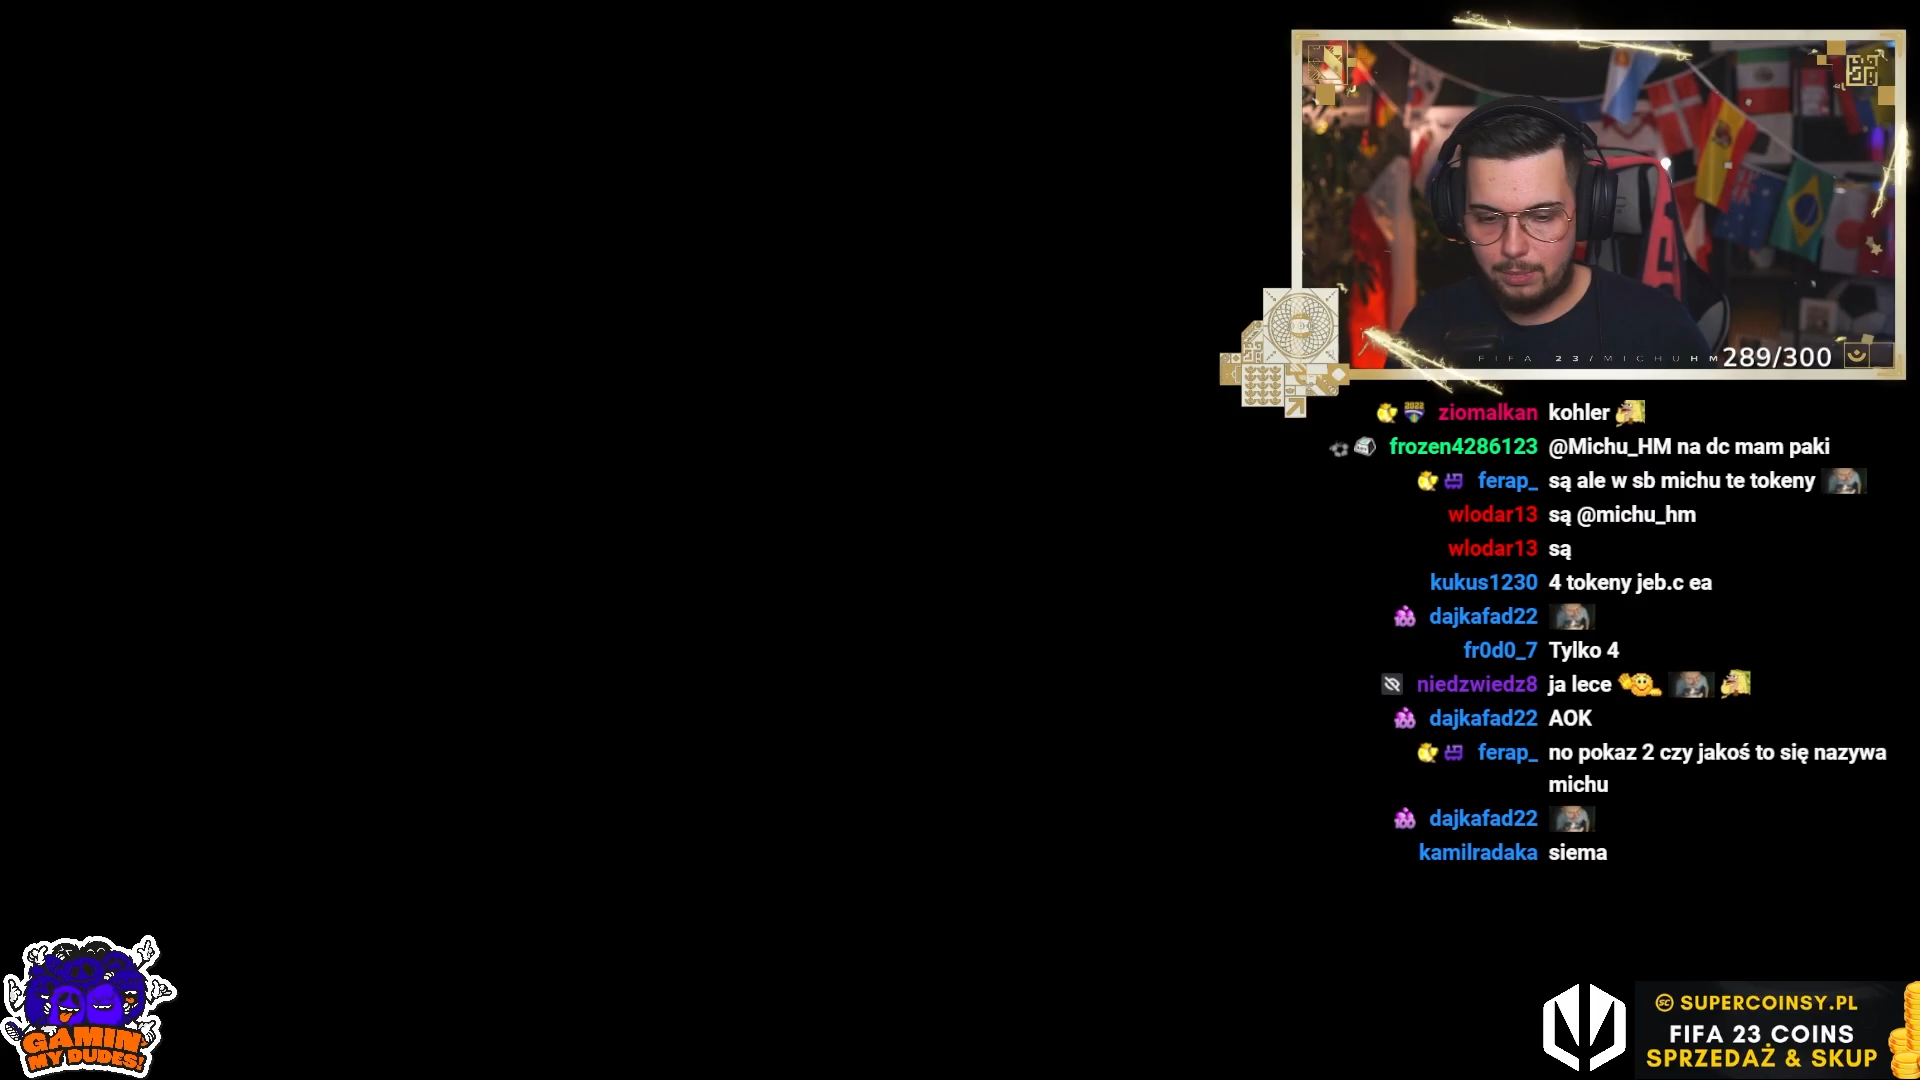 FIFA 23/MICHUHM
289/300
ziomalkan kohler
frozen4286123 @Michu_HM na dc mam paki
ferap_ są ale w sb michu te tokeny
wlodar13 są @michu_hm
wlodar13 są
kukus1230 4 tokeny jeb.c ea
dajkafad22
fr0d0_7 Tylko 4
niedzwiedz8 ja lece
dajkafad22 AOK
ferap_ no pokaz 2 czy jakoś to się nazywa
michu
dajkafad22
kamilradaka siema
GAMIN'
MY DUDES!
SC SUPERCOINSY.PL
FIFA 23 COINS
SPRZEDAŻ & SKUP